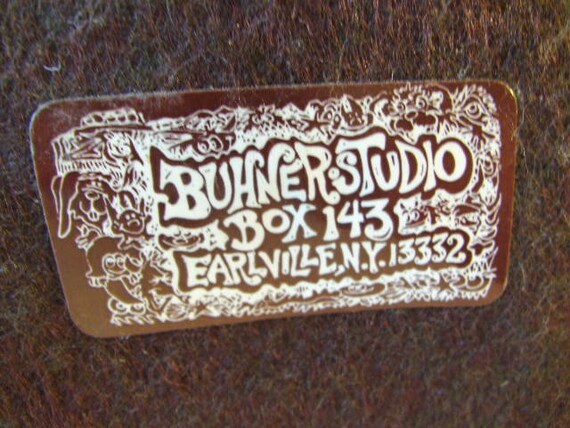 BUHNER·STUDIO
BOX 143
EARLVILLE, N.Y. 13332